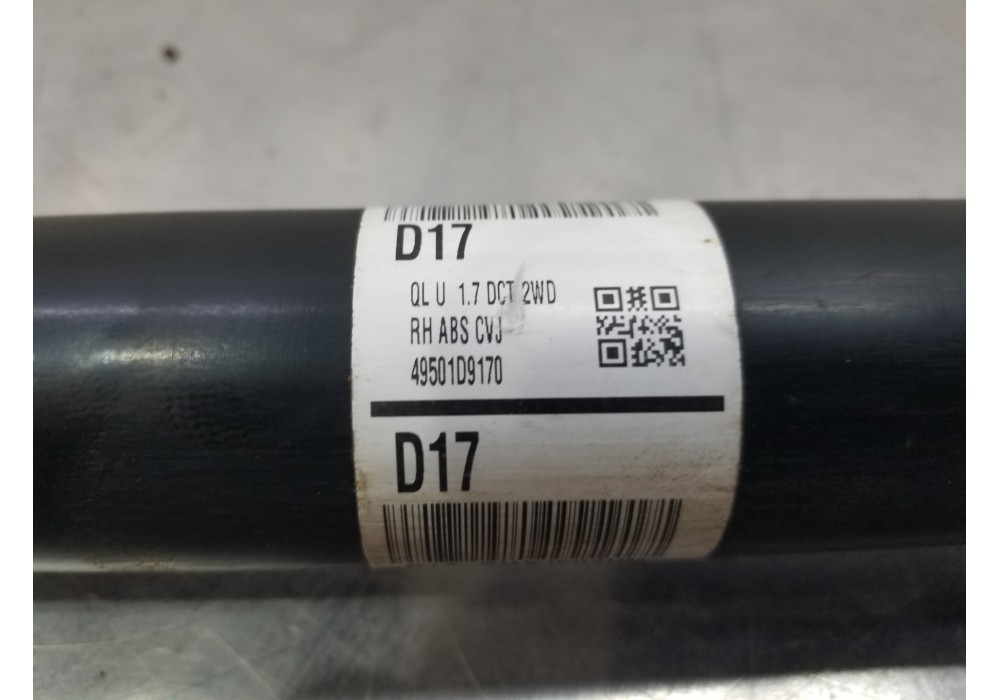 D17
QL U 1.7 DCT 2WD
RH ABS CVJ
49501D9170
D17